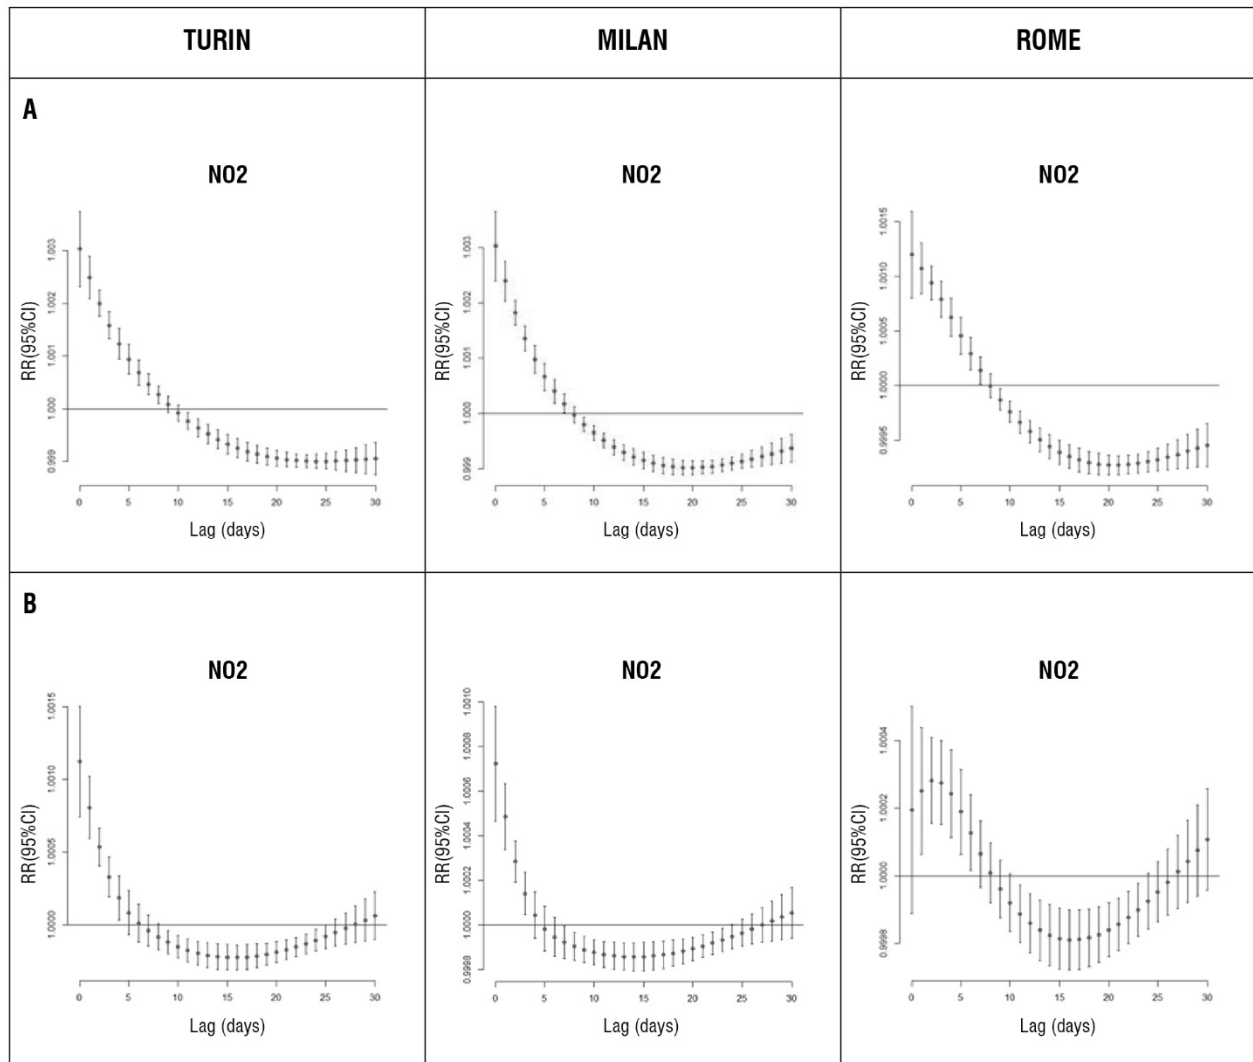 TURIN
MILAN
ROME
A
NO2
RR(95%CI)
1.003
1.002
1.001
1.000
0.999
0 5 10 15 20 25 30
Lag (days)
NO2
RR(95%CI)
1.003
1.002
1.001
1.000
0.999
0 5 10 15 20 25 30
Lag (days)
NO2
RR(95%CI)
1.0015
1.0010
1.0005
1.0000
0.9995
0 5 10 15 20 25 30
Lag (days)
B
NO2
RR(95%CI)
1.0015
1.0010
1.0005
1.0000
0 5 10 15 20 25 30
Lag (days)
NO2
RR(95%CI)
1.0010
1.0008
1.0006
1.0004
1.0002
1.0000
0.9998
0 5 10 15 20 25 30
Lag (days)
NO2
RR(95%CI)
1.0004
1.0002
1.0000
0.9998
0 5 10 15 20 25 30
Lag (days)